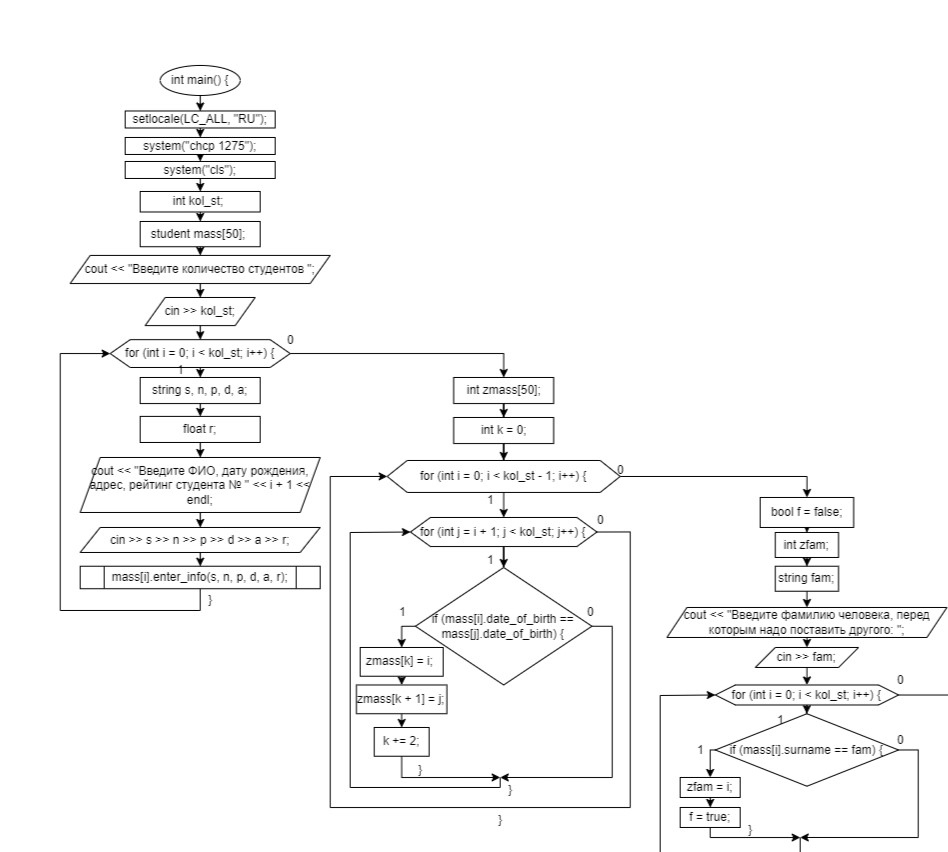 int main() {
setlocale(LC_ALL, "RU");
system("chcp 1275");
system("cls");
int kol_st;
student mass[50];
cout << "Введите количество студентов ";
cin >> kol_st;
for (int i = 0; i < kol_st; i++) {
0
1
string s, n, p, d, a;
float r;
cout << "Введите ФИО, дату рождения,
адрес, рейтинг студента № " << i + 1 <<
endl;
cin >> s >> n >> p >> d >> a >> r;
mass[i].enter_info(s, n, p, d, a, r);
}
int zmass[50];
int k = 0;
for (int i = 0; i < kol_st - 1; i++) {
0
1
for (int j = i + 1; j < kol_st; j++) {
0
1
if (mass[i].date_of_birth ==
mass[j].date_of_birth) {
1
0
zmass[k] = i;
zmass[k + 1] = j;
k += 2;
}
}
}
bool f = false;
int zfam;
string fam;
cout << "Введите фамилию человека, перед
которым надо поставить другого: ";
cin >> fam;
for (int i = 0; i < kol_st; i++) {
0
1
if (mass[i].surname == fam) {
1
0
zfam = i;
f = true;
}